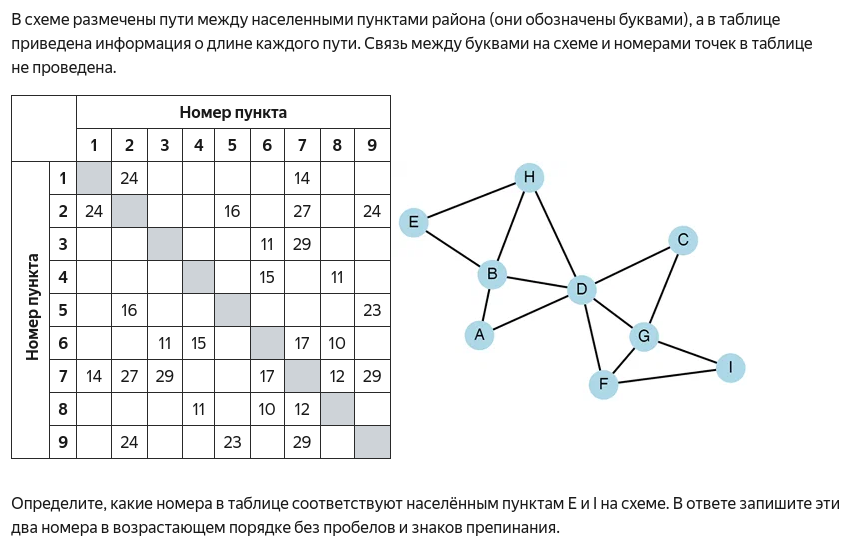 В схеме размечены пути между населенными пунктами района (они обозначены буквами), а в таблице
приведена информация о длине каждого пути. Связь между буквами на схеме и номерами точек в таблице
не проведена.
Номер пункта
1 2 3 4 5 6 7 8 9
Номер пункта
1 24 14
2 24 16 27 24
3 11 29
4 15 11
5 16 23
6 11 15 17 10
7 14 27 29 17 12 29
8 11 10 12
9 24 23 29
H
E
C
B
D
A
G
I
F
Определите, какие номера в таблице соответствуют населённым пунктам E и I на схеме. В ответе запишите эти
два номера в возрастающем порядке без пробелов и знаков препинания.